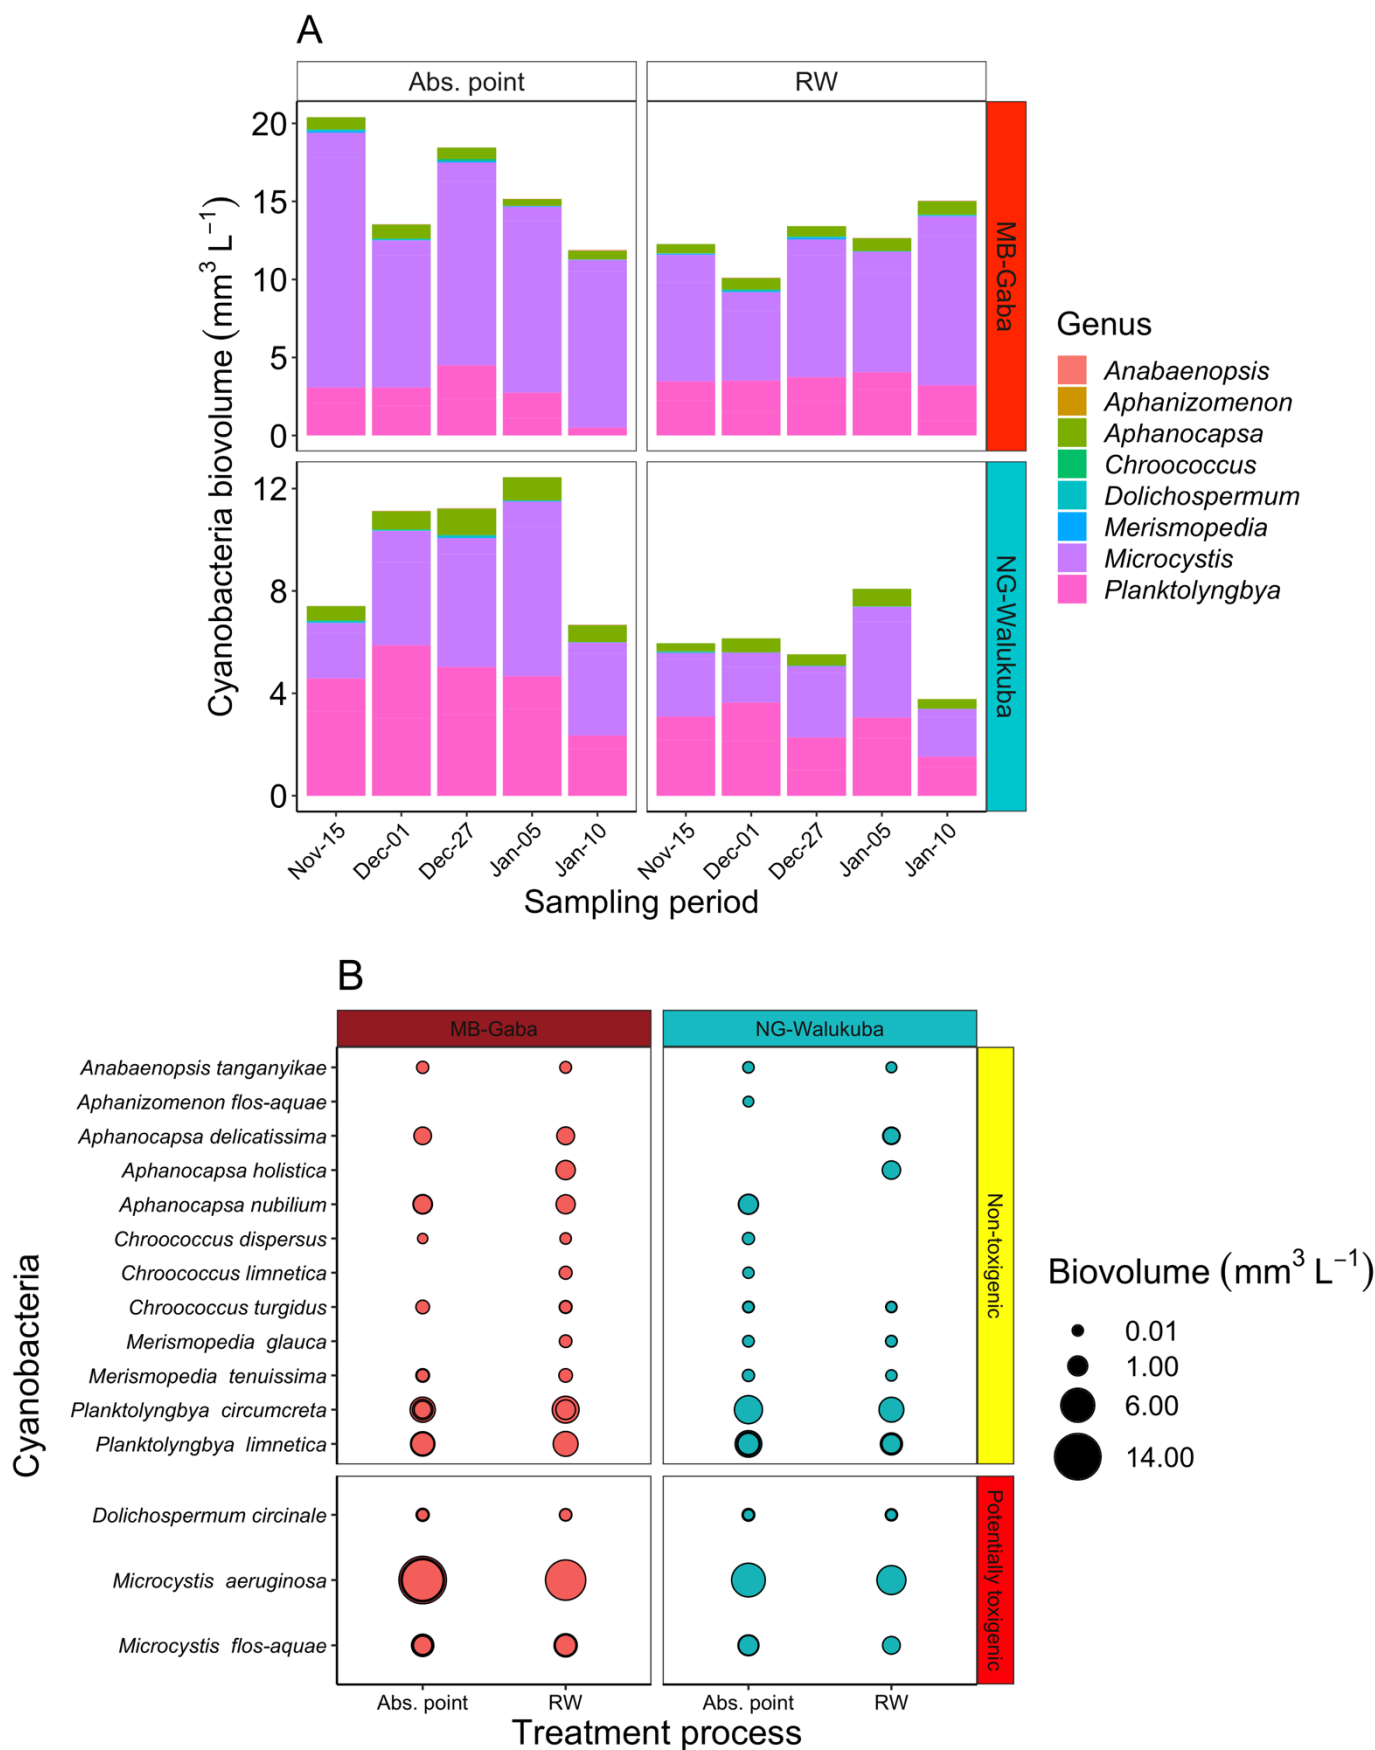 A
Abs. point
RW
20
15
10
5
0
MB-Gaba
12
8
4
0
NG-Walukuba
Cyanobacteria biovolume (mm³ L⁻¹)
Nov-15
Dec-01
Dec-27
Jan-05
Jan-10
Nov-15
Dec-01
Dec-27
Jan-05
Jan-10
Sampling period
Genus
Anabaenopsis
Aphanizomenon
Aphanocapsa
Chroococcus
Dolichospermum
Merismopedia
Microcystis
Planktolyngbya
B
MB-Gaba
NG-Walukuba
Cyanobacteria
Anabaenopsis tanganyikae
Aphanizomenon flos-aquae
Aphanocapsa delicatissima
Aphanocapsa holistica
Aphanocapsa nubilium
Chroococcus dispersus
Chroococcus limnetica
Chroococcus turgidus
Merismopedia glauca
Merismopedia tenuissima
Planktolyngbya circumcreta
Planktolyngbya limnetica
Non-toxigenic
Dolichospermum circinale
Microcystis aeruginosa
Microcystis flos-aquae
Potentially toxigenic
Abs. point
RW
Abs. point
RW
Treatment process
Biovolume (mm³ L⁻¹)
0.01
1.00
6.00
14.00